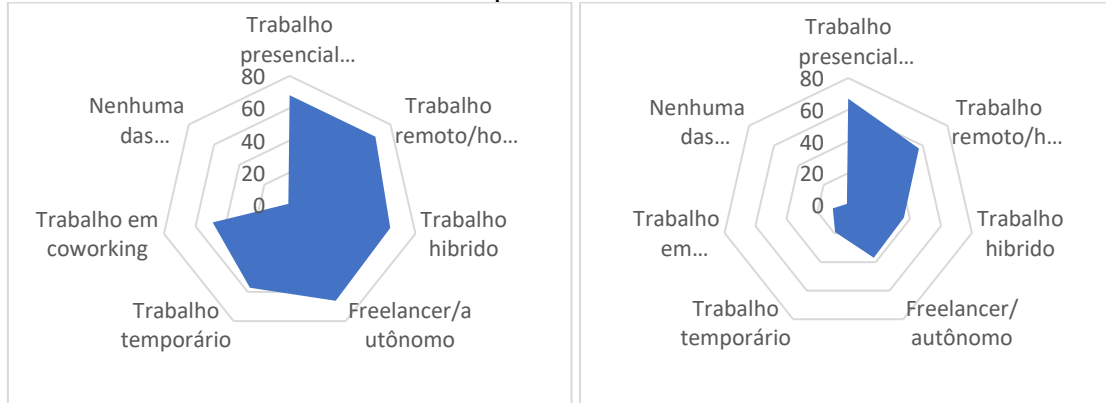 Trabalho
presencial...
80
60
40
20
0
Nenhuma
das...
Trabalho
remoto/ho...
Trabalho em
coworking
Trabalho
hibrido
Trabalho
temporário
Freelancer/a
utônomo
Trabalho
presencial...
80
60
40
20
0
Nenhuma
das...
Trabalho
remoto/h...
Trabalho
em...
Trabalho
hibrido
Trabalho
temporário
Freelancer/
autônomo